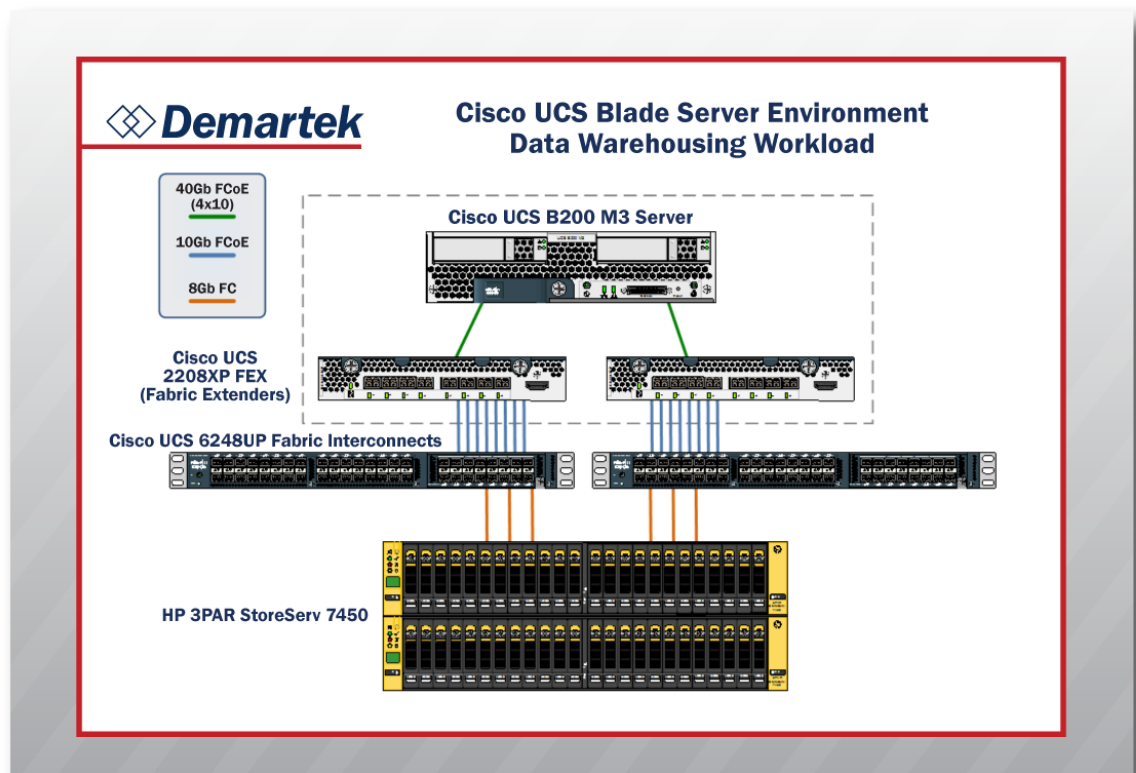 Demartek
Cisco UCS Blade Server Environment
Data Warehousing Workload
40Gb FCoE
(4x10)
10Gb FCoE
8Gb FC
Cisco UCS B200 M3 Server
Cisco UCS
2208XP FEX
(Fabric Extenders)
Cisco UCS 6248UP Fabric Interconnects
HP 3PAR StoreServ 7450